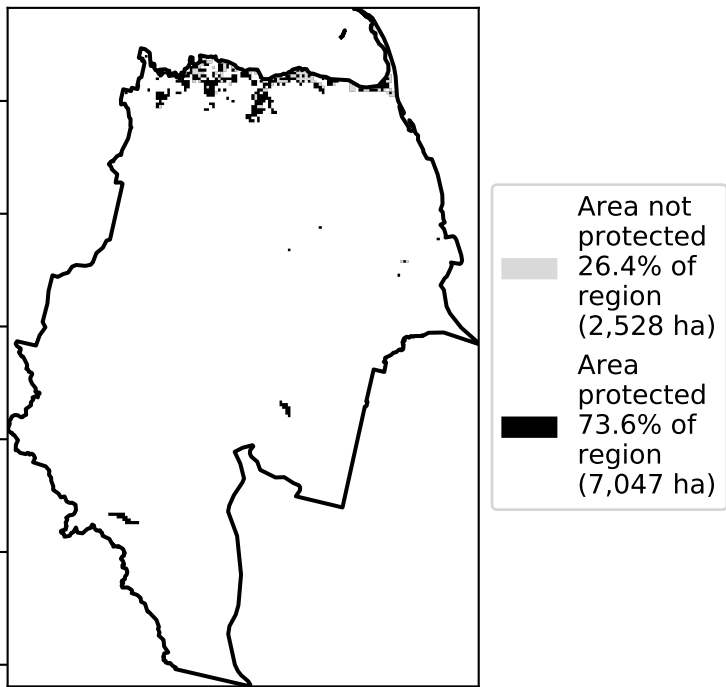 Area not
protected
26.4% of
region
(2,528 ha)
Area
protected
73.6% of
region
(7,047 ha)